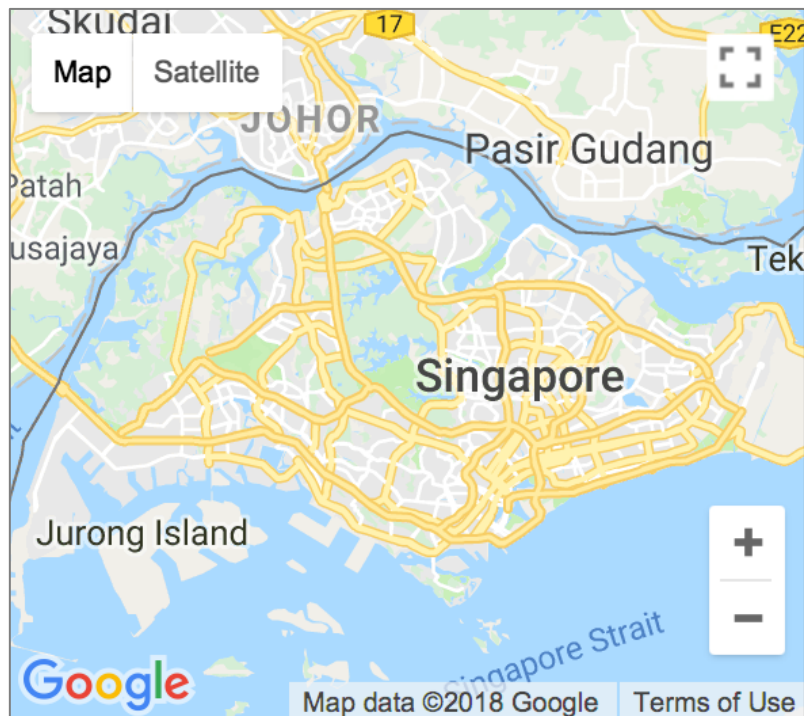 Skudai
17
E22
Map
Satellite
JOHOR
Pasir Gudang
Patah
usajaya
Tek
Singapore
Jurong Island
+
−
Singapore Strait
Google
Map data ©2018 Google
Terms of Use